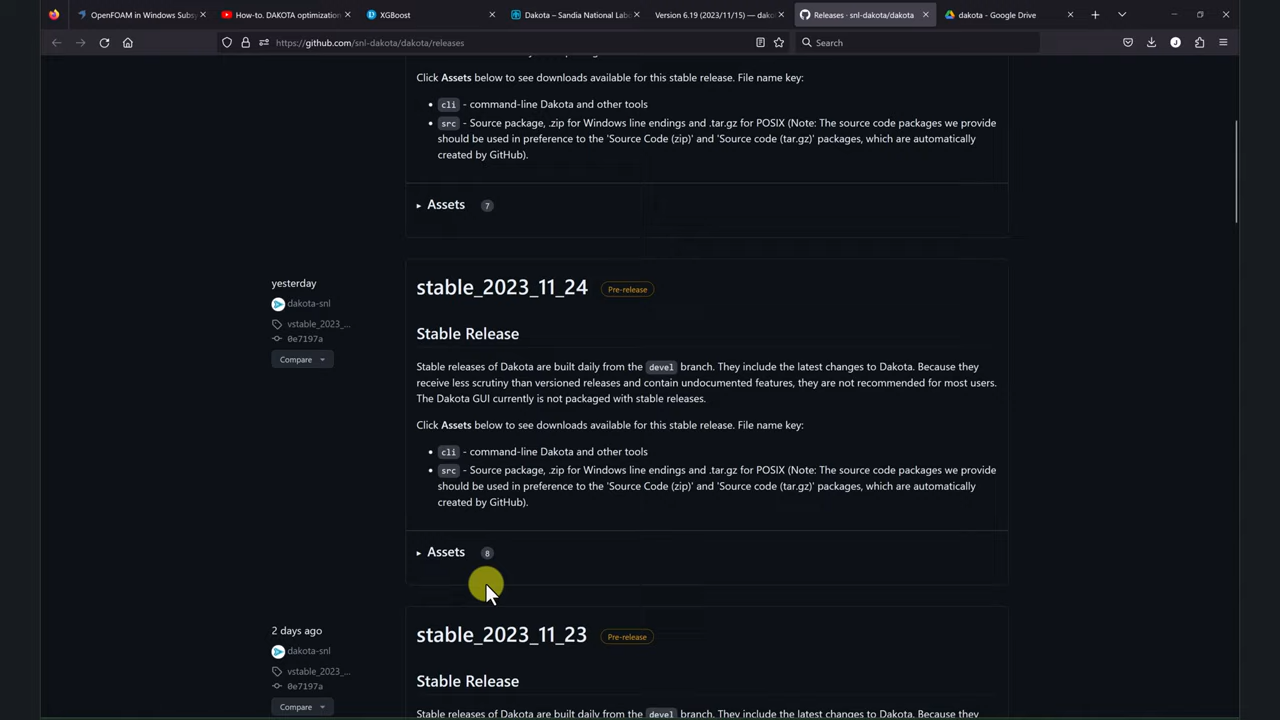 OpenFOAM in Windows Subs
How-to. DAKOTA optimization
XGBoost
Dakota – Sandia National Labo
Version 6.19 (2023/11/15) — dako
Releases · snl-dakota/dakota
dakota - Google Drive
https://github.com/snl-dakota/dakota/releases
Search
J
Click Assets below to see downloads available for this stable release. File name key:
• cli - command-line Dakota and other tools
• src - Source package, .zip for Windows line endings and .tar.gz for POSIX (Note: The source code packages we provide
should be used in preference to the 'Source Code (zip)' and 'Source code (tar.gz)' packages, which are automatically
created by GitHub).
Assets 7
yesterday
dakota-snl
vstable_2023_...
0e7197a
Compare
stable_2023_11_24 Pre-release
Stable Release
Stable releases of Dakota are built daily from the devel branch. They include the latest changes to Dakota. Because they
receive less scrutiny than versioned releases and contain undocumented features, they are not recommended for most users.
The Dakota GUI currently is not packaged with stable releases.
Click Assets below to see downloads available for this stable release. File name key:
• cli - command-line Dakota and other tools
• src - Source package, .zip for Windows line endings and .tar.gz for POSIX (Note: The source code packages we provide
should be used in preference to the 'Source Code (zip)' and 'Source code (tar.gz)' packages, which are automatically
created by GitHub).
Assets 8
2 days ago
dakota-snl
vstable_2023_...
0e7197a
Compare
stable_2023_11_23 Pre-release
Stable Release
Stable releases of Dakota are built daily from the devel branch. They include the latest changes to Dakota. Because they